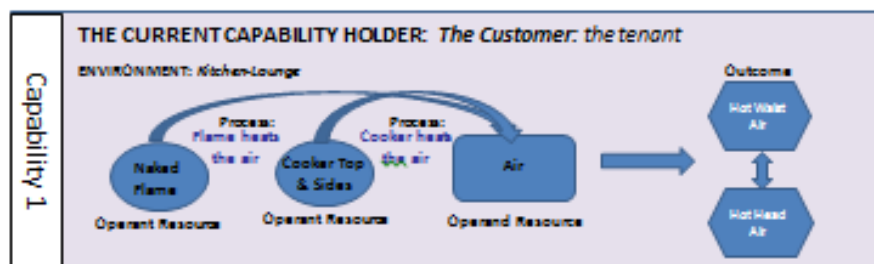 Capability 1
THE CURRENT CAPABILITY HOLDER: The Customer: the tenant
ENVIRONMENT: Kitchen-Lounge
Outcome
Process:
Flame heats
the air
Process:
Cooker heats
the air
Naked
Flame
Cooker Top
& Sides
Air
Operant Resource
Operant Resource
Operand Resource
Hot Waist
Air
Hot Head
Air